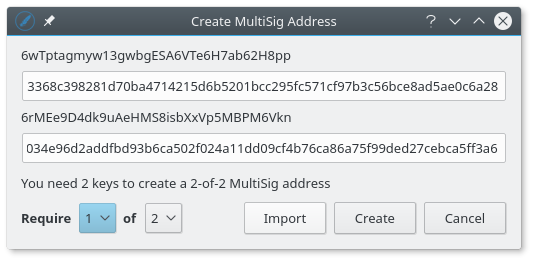 Create MultiSig Address
6wTptagmyw13gwbgESA6VTe6H7ab62H8pp
3368c398281d70ba4714215d6b5201bcc295fc571cf97b3c56bce8ad5ae0c6a28
6rMEe9D4dk9uAeHMS8isbXxVp5MBPM6Vkn
034e96d2addfbd93b6ca502f024a11dd09cf4b76ca86a75f99ded27cebca5ff3a6
You need 2 keys to create a 2-of-2 MultiSig address
Require 1 of 2 Import Create Cancel